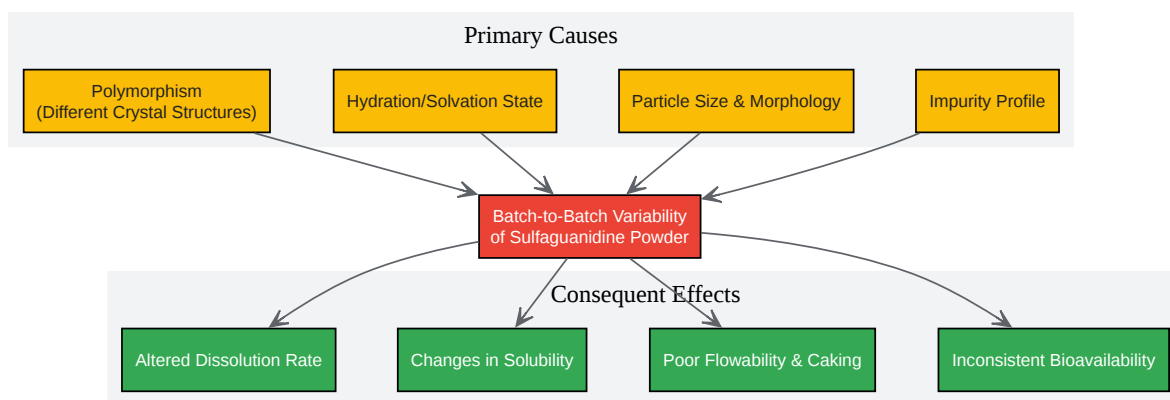 Primary Causes
Polymorphism
(Different Crystal Structures)
Hydration/Solvation State
Particle Size & Morphology
Impurity Profile
Batch-to-Batch Variability
of Sulfaguanidine Powder
Consequent Effects
Altered Dissolution Rate
Changes in Solubility
Poor Flowability & Caking
Inconsistent Bioavailability